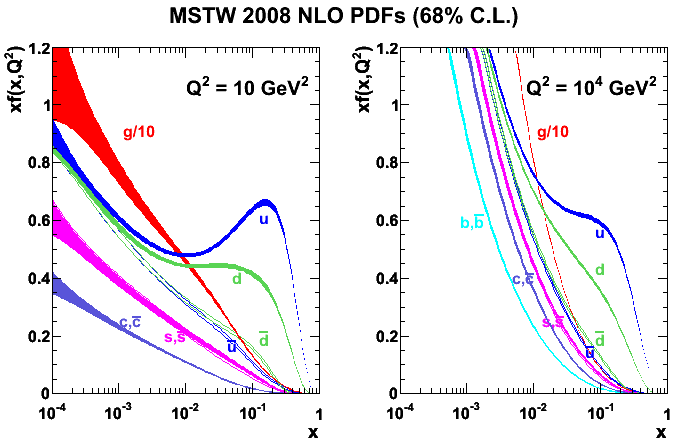 MSTW 2008 NLO PDFs (68% C.L.)
xf(x,Q²)
1.2
1
0.8
0.6
0.4
0.2
0
Q² = 10 GeV²
g/10
u
d
d̅
u̅
s,s̅
c,c̅
10⁻⁴
10⁻³
10⁻²
10⁻¹
1
x
xf(x,Q²)
1.2
1
0.8
0.6
0.4
0.2
0
Q² = 10⁴ GeV²
g/10
b,b̅
u
d
c,c̅
s,s̅
d̅
u̅
10⁻⁴
10⁻³
10⁻²
10⁻¹
1
x